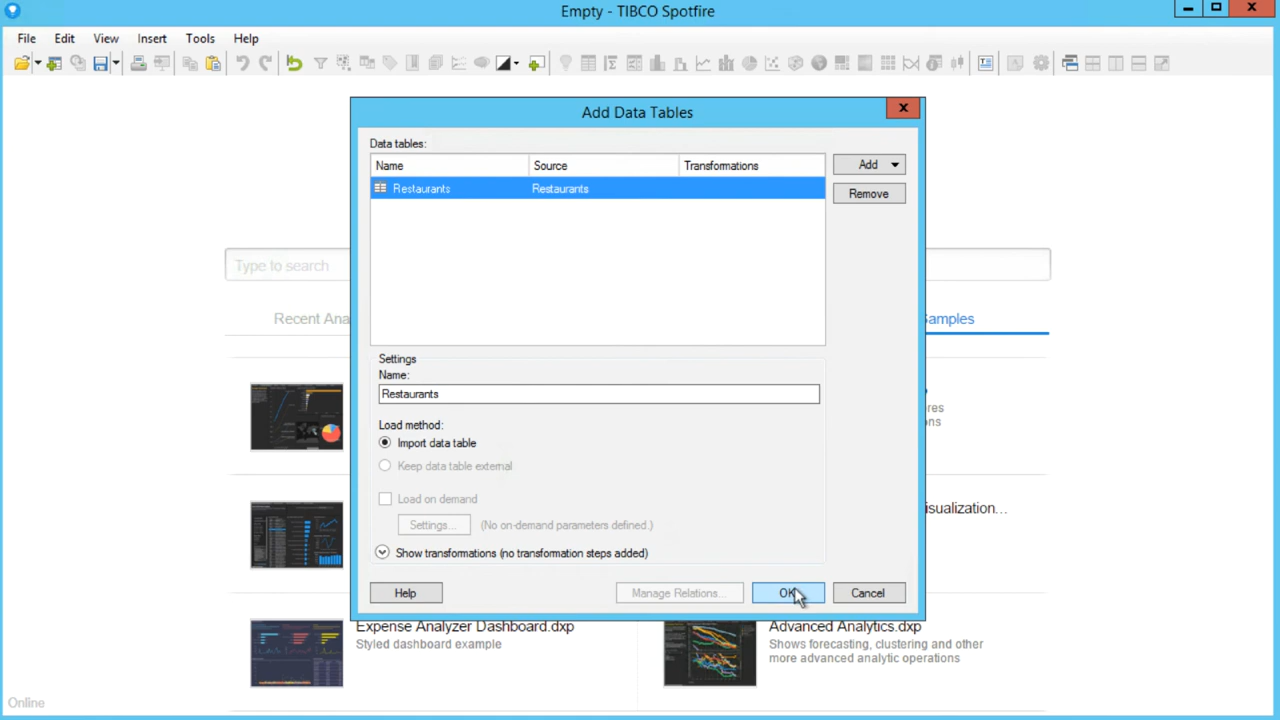 Empty - TIBCO Spotfire
File Edit View Insert Tools Help
Add Data Tables
Data tables:
Name Source Transformations
Add
Restaurants Restaurants
Remove
Type to search
Recent Ana
Samples
Settings
Name:
Restaurants
res
ons
Load method:
Import data table
Keep data table external
Load on demand
isualization...
Settings... (No on-demand parameters defined.)
Show transformations (no transformation steps added)
Help Manage Relations... OK Cancel
Expense Analyzer Dashboard.dxp
Styled dashboard example
Advanced Analytics.dxp
Shows forecasting, clustering and other
more advanced analytic operations
Online